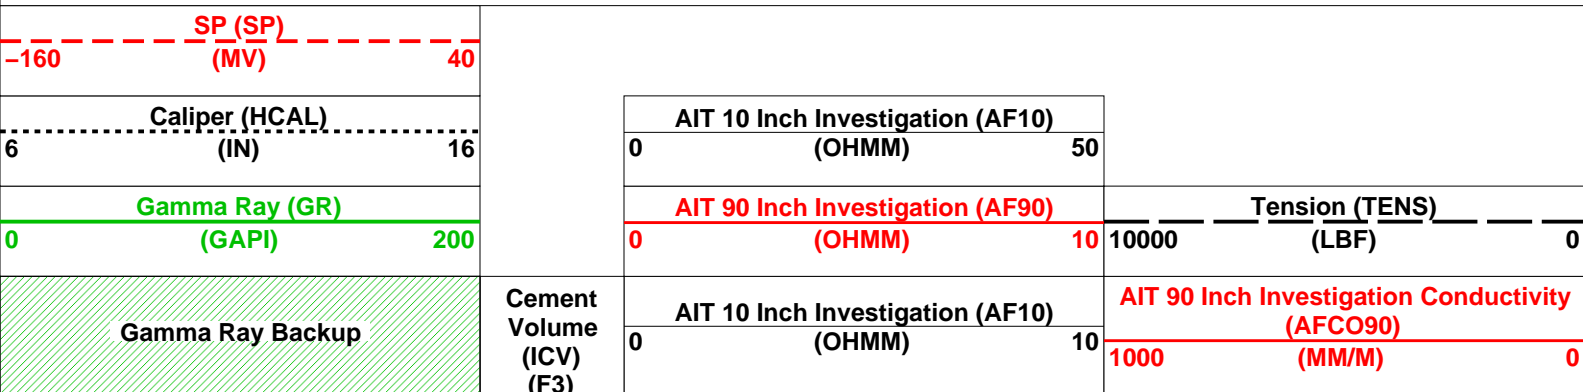 SP (SP)
–160 (MV) 40
Caliper (HCAL)
6 (IN) 16
AIT 10 Inch Investigation (AF10)
0 (OHMM) 50
Gamma Ray (GR)
0 (GAPI) 200
AIT 90 Inch Investigation (AF90)
0 (OHMM) 10
Tension (TENS)
10000 (LBF) 0
Gamma Ray Backup
Cement
Volume
(ICV)
(F3)
AIT 10 Inch Investigation (AF10)
0 (OHMM) 10
AIT 90 Inch Investigation Conductivity
(AFCO90)
1000 (MM/M) 0